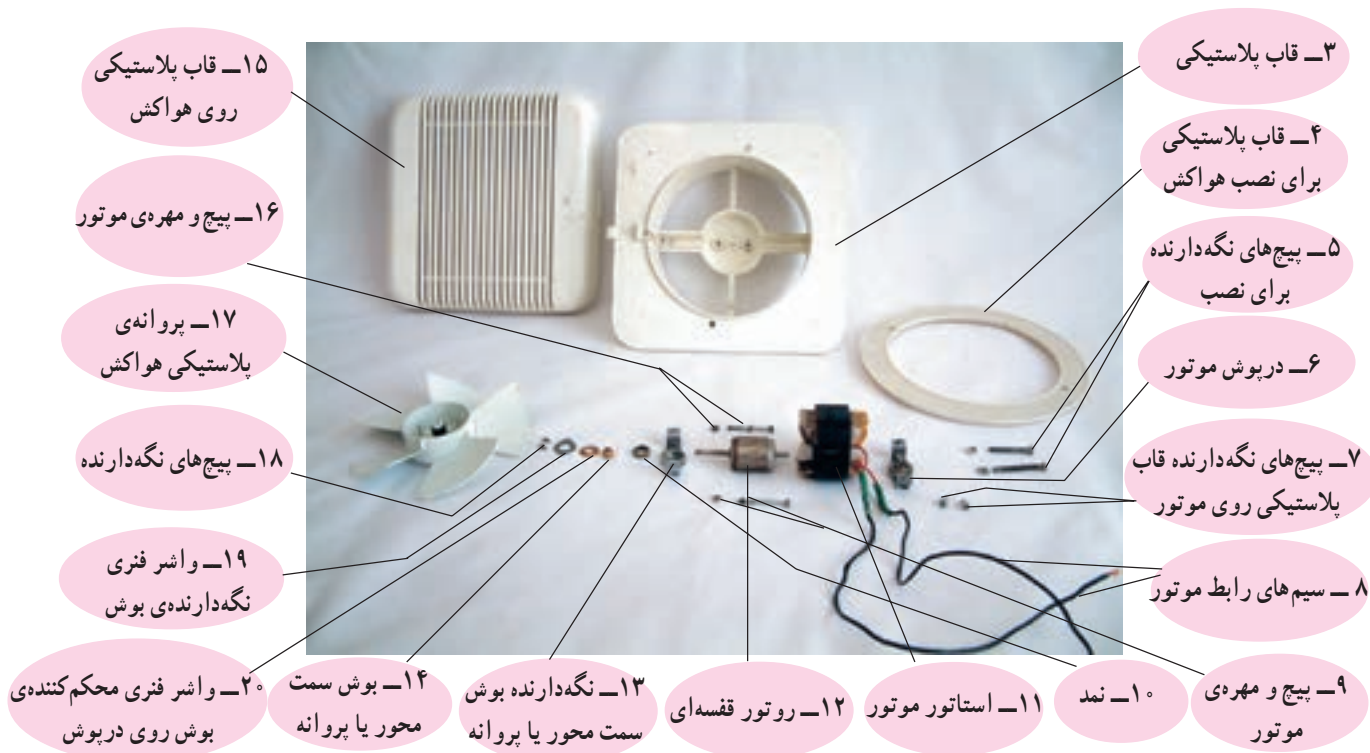 ۳ــ قاب پلاستیکی
۴ــ قاب پلاستیکی
برای نصب هواکش
۵ــ پیچ‌های نگه‌دارنده
برای نصب
۶ــ درپوش موتور
۷ــ پیچ‌های نگه‌دارنده قاب
پلاستیکی روی موتور
۸ ــ سیم‌های رابط موتور
۹ــ پیچ و مهره‌ی
موتور
۱۰ــ نمد
۱۱ــ استاتور موتور
۱۲ــ روتور قفسه‌ای
۱۳ــ نگه‌دارنده بوش
سمت محور یا پروانه
۱۴ــ بوش سمت
محور یا پروانه
۱۵ــ قاب پلاستیکی
روی هواکش
۱۶ــ پیچ و مهره‌ی موتور
۱۷ــ پروانه‌ی
پلاستیکی هواکش
۱۸ــ پیچ‌های نگه‌دارنده
۱۹ــ واشر فنری
نگه‌دارنده‌ی بوش
۲۰ــ واشر فنری محکم‌کننده‌ی
بوش روی درپوش